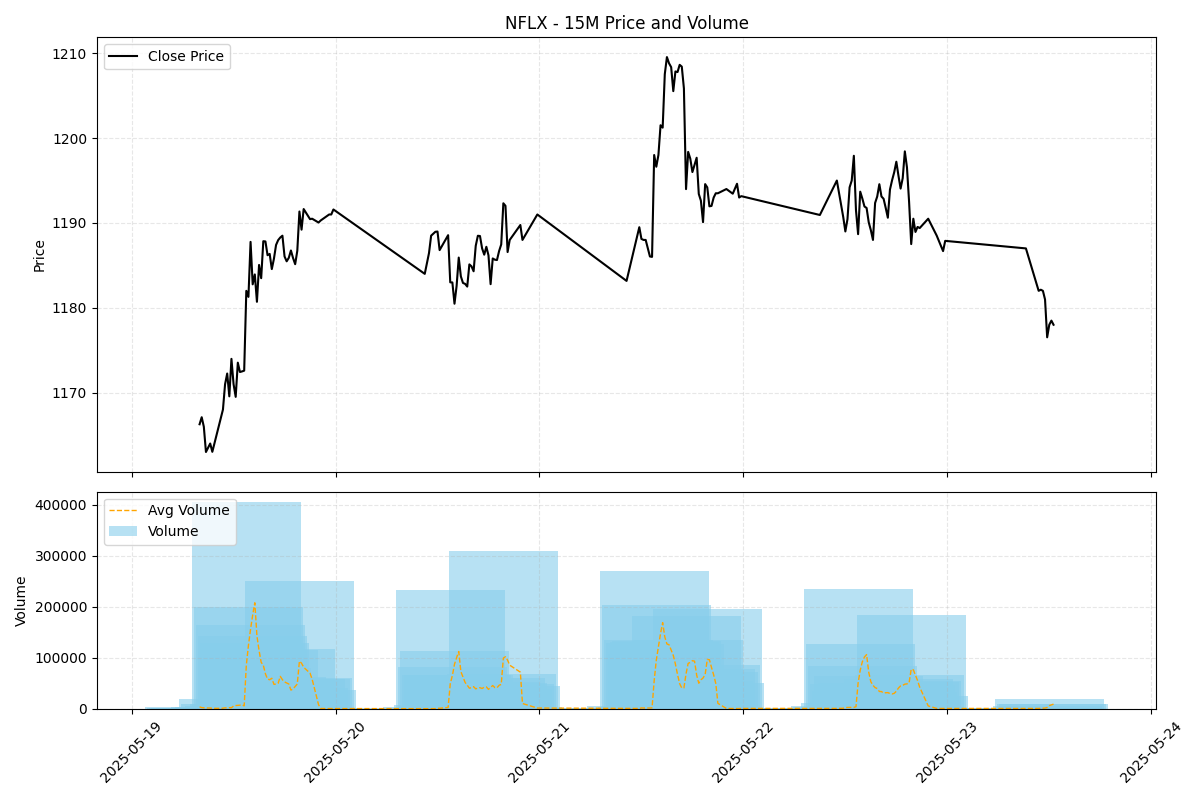 NFLX - 15M Price and Volume
Close Price
1210
1200
1190
1180
1170
Price
Avg Volume
Volume
400000
300000
200000
100000
0
Volume
2025-05-19
2025-05-20
2025-05-21
2025-05-22
2025-05-23
2025-05-24